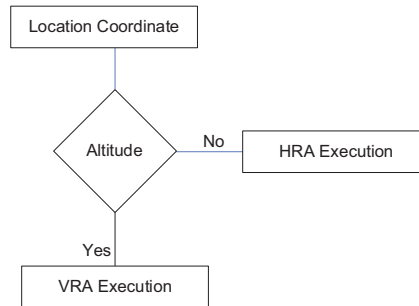 Location Coordinate
Altitude
No
HRA Execution
Yes
VRA Execution